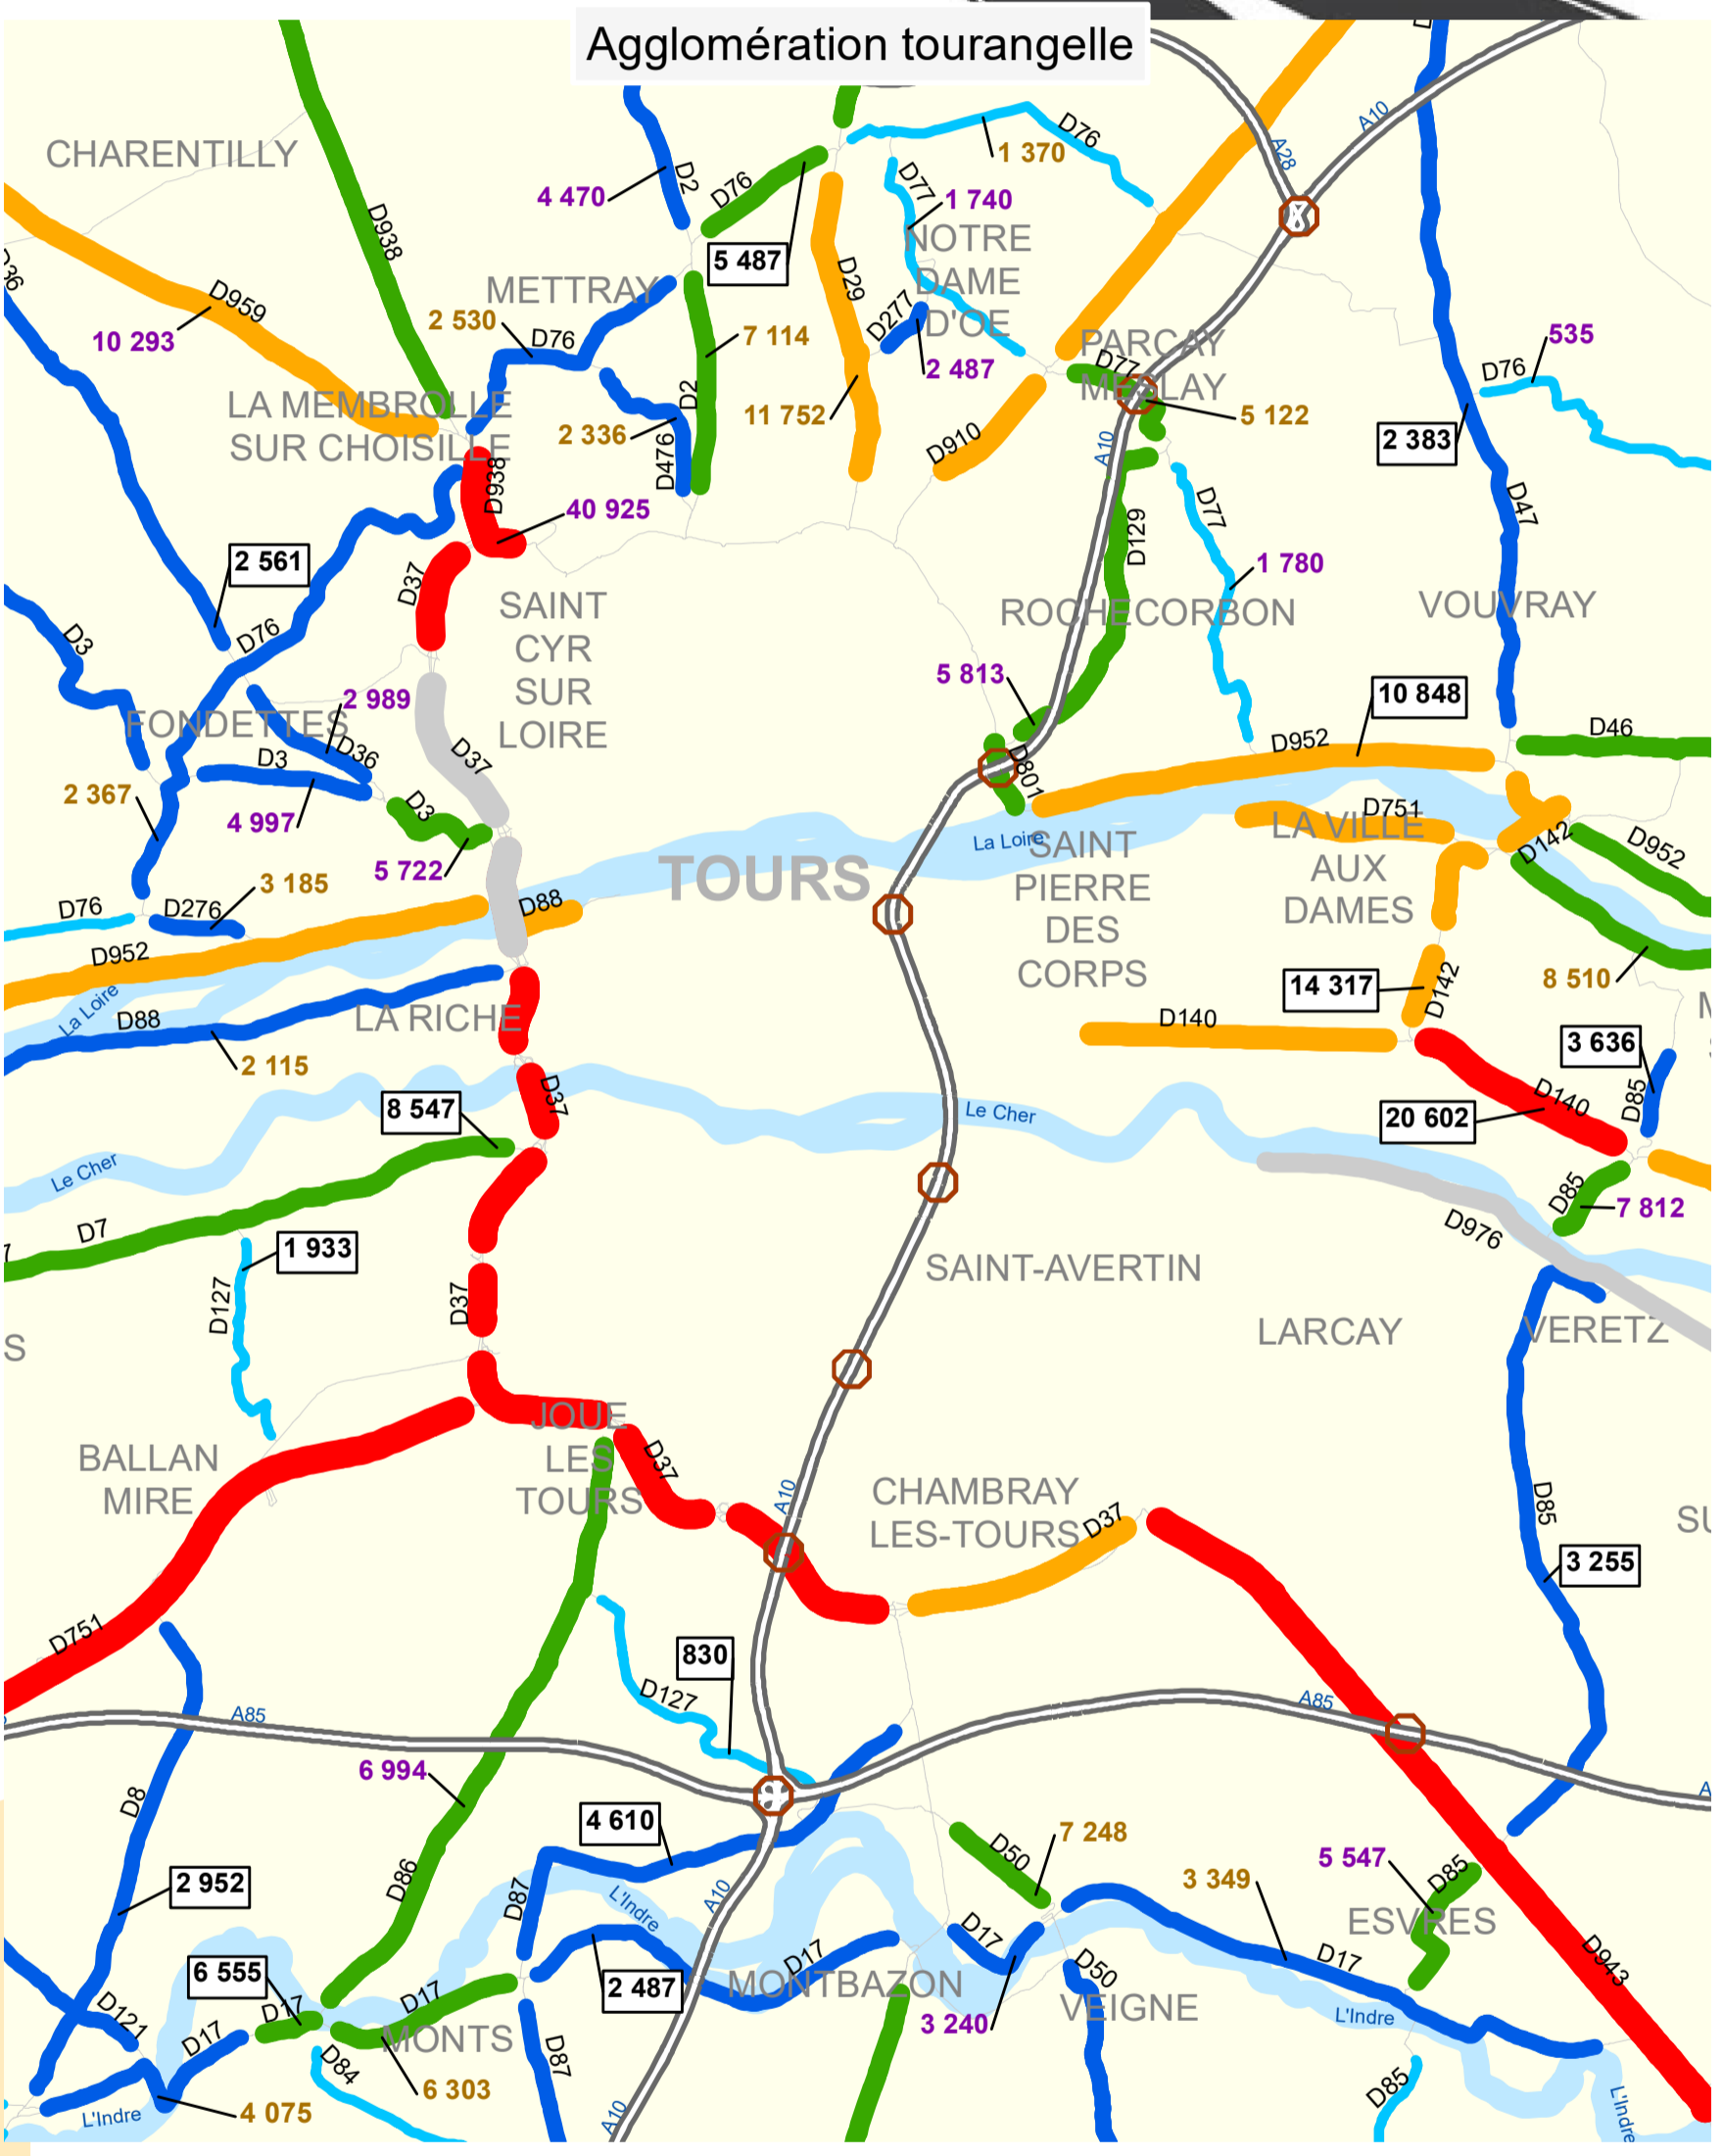 Agglomération tourangelle
A10
A28
D76
1 370
CHARENTILLY
D2
4 470
D76
D77
1 740
D938
NOTRE
DAME
D'OE
5 487
D36
METTRAY
D29
D959
10 293
2 530
D76
7 114
D277
2 487
PARCAY
MESLAY
D77
535
D76
LA MEMBROLLE
SUR CHOISILLE
D2
11 752
5 122
2 336
D476
D910
A10
2 383
D938
40 925
D77
D47
D129
2 561
D37
1 780
SAINT
CYR
SUR
LOIRE
ROCHECORBON
VOUVRAY
D3
D76
5 813
10 848
2 989
FONDETTES
D36
D3
D37
D952
D46
2 367
4 997
D3
D801
D751
LA VILLE
AUX
DAMES
La Loire
SAINT
PIERRE
DES
CORPS
D142
D952
5 722
TOURS
3 185
D76
D276
D88
D952
La Loire
14 317
D142
8 510
D88
LA RICHE
D140
2 115
3 636
D37
D85
8 547
Le Cher
D140
20 602
Le Cher
D85
7 812
D7
D976
1 933
SAINT-AVERTIN
D127
D37
LARCAY
VERETZ
S
JOUE
LES
TOURS
BALLAN
MIRE
D37
A10
CHAMBRAY
LES-TOURS
D37
D85
SU
3 255
D751
830
D127
A85
A85
6 994
D8
4 610
7 248
D50
5 547
D85
2 952
D86
D87
L'Indre
A10
3 349
ESVRES
D17
D17
D17
D943
6 555
2 487
MONTBAZON
D50
D17
D17
D121
D17
MONTS
3 240
VEIGNE
L'Indre
D84
D87
6 303
D85
4 075
L'Indre
A10
L'Indre